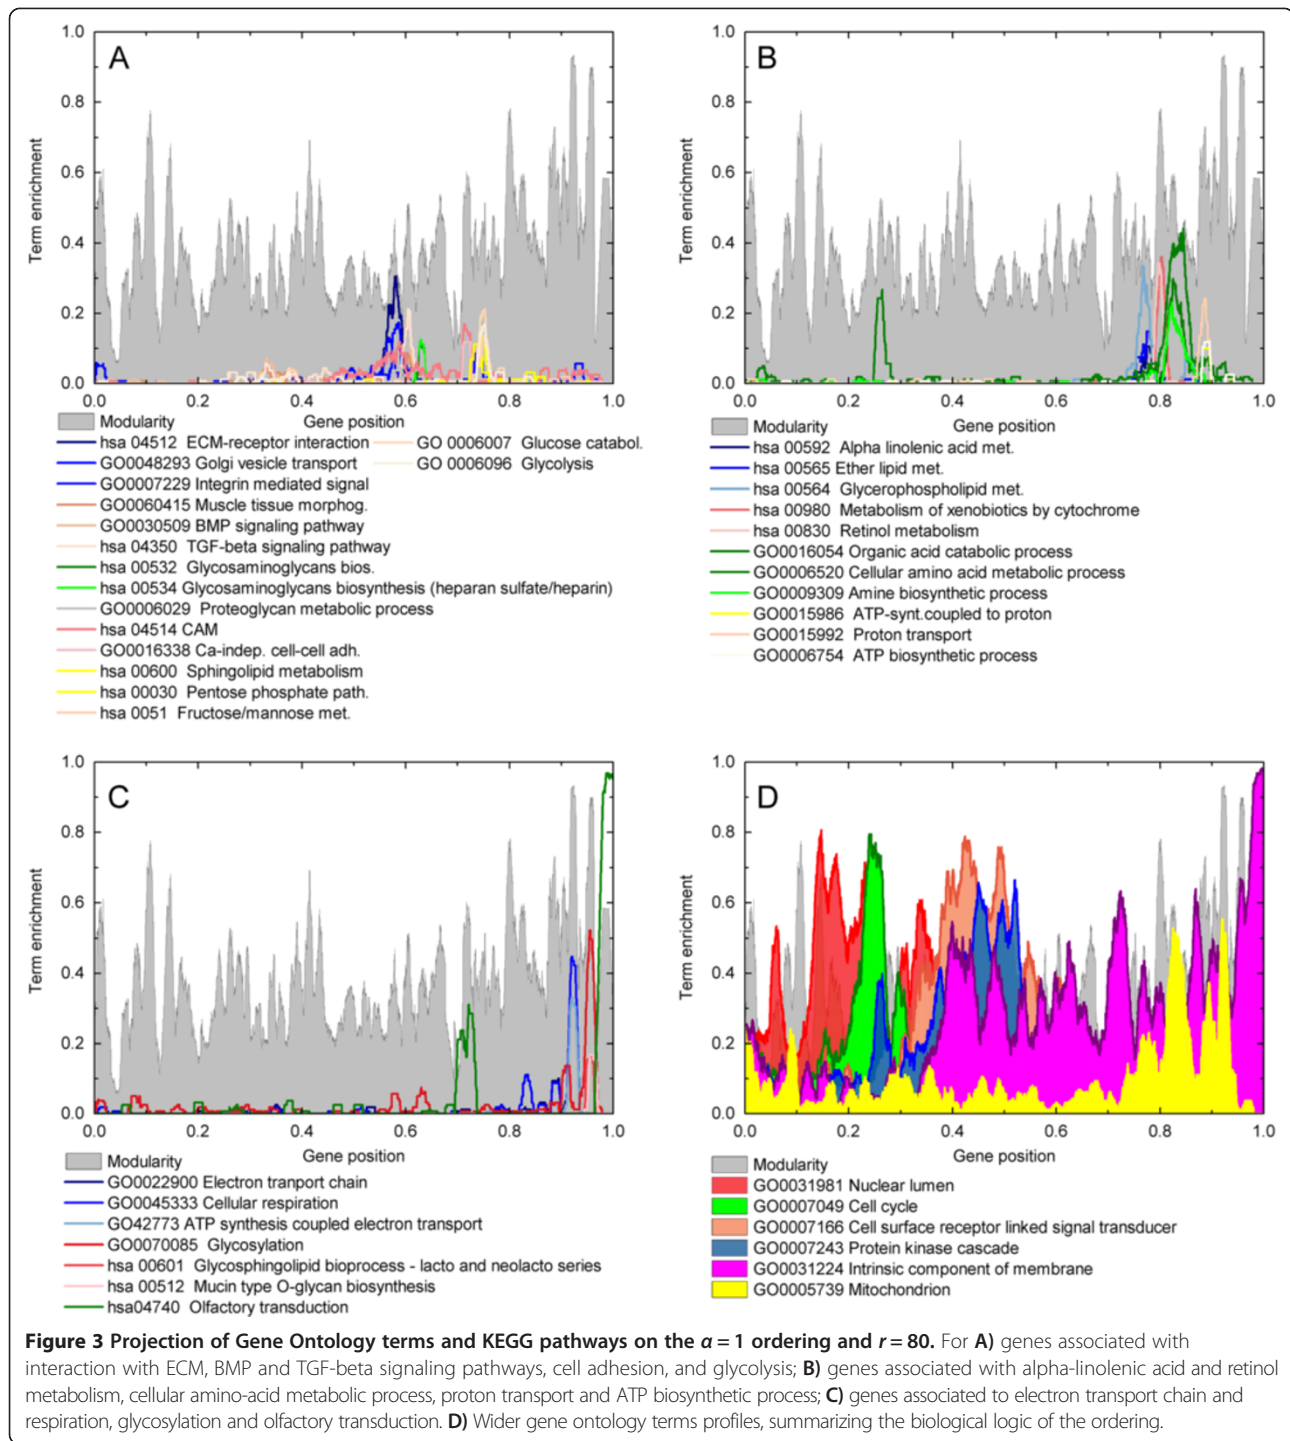 A
1.0
0.8
0.6
0.4
0.2
0.0
Term enrichment
0.0 0.2 0.4 0.6 0.8 1.0
Gene position
Modularity
hsa 04512 ECM-receptor interaction
GO0048293 Golgi vesicle transport
GO0007229 Integrin mediated signal
GO0060415 Muscle tissue morphog.
GO0030509 BMP signaling pathway
hsa 04350 TGF-beta signaling pathway
hsa 00532 Glycosaminoglycans bios.
hsa 00534 Glycosaminoglycans biosynthesis (heparan sulfate/heparin)
GO0006029 Proteoglycan metabolic process
hsa 04514 CAM
GO0016338 Ca-indep. cell-cell adh.
hsa 00600 Sphingolipid metabolism
hsa 00030 Pentose phosphate path.
hsa 0051 Fructose/mannose met.
GO 0006007 Glucose catabol.
GO 0006096 Glycolysis
B
1.0
0.8
0.6
0.4
0.2
0.0
Term enrichment
0.0 0.2 0.4 0.6 0.8 1.0
Gene position
Modularity
hsa 00592 Alpha linolenic acid met.
hsa 00565 Ether lipid met.
hsa 00564 Glycerophospholipid met.
hsa 00980 Metabolism of xenobiotics by cytochrome
hsa 00830 Retinol metabolism
GO0016054 Organic acid catabolic process
GO0006520 Cellular amino acid metabolic process
GO0009309 Amine biosynthetic process
GO0015986 ATP-synt.coupled to proton
GO0015992 Proton transport
GO0006754 ATP biosynthetic process
C
1.0
0.8
0.6
0.4
0.2
0.0
Term enrichment
0.0 0.2 0.4 0.6 0.8 1.0
Gene position
Modularity
GO0022900 Electron tranport chain
GO0045333 Cellular respiration
GO42773 ATP synthesis coupled electron transport
GO0070085 Glycosylation
hsa 00601 Glycosphingolipid bioprocess - lacto and neolacto series
hsa 00512 Mucin type O-glycan biosynthesis
hsa04740 Olfactory transduction
D
1.0
0.8
0.6
0.4
0.2
0.0
Term enrichment
0.0 0.2 0.4 0.6 0.8 1.0
Gene position
Modularity
GO0031981 Nuclear lumen
GO0007049 Cell cycle
GO0007166 Cell surface receptor linked signal transducer
GO0007243 Protein kinase cascade
GO0031224 Intrinsic component of membrane
GO0005739 Mitochondrion
Figure 3 Projection of Gene Ontology terms and KEGG pathways on the α = 1 ordering and r = 80. For A) genes associated with
interaction with ECM, BMP and TGF-beta signaling pathways, cell adhesion, and glycolysis; B) genes associated with alpha-linolenic acid and retinol
metabolism, cellular amino-acid metabolic process, proton transport and ATP biosynthetic process; C) genes associated to electron transport chain and
respiration, glycosylation and olfactory transduction. D) Wider gene ontology terms profiles, summarizing the biological logic of the ordering.